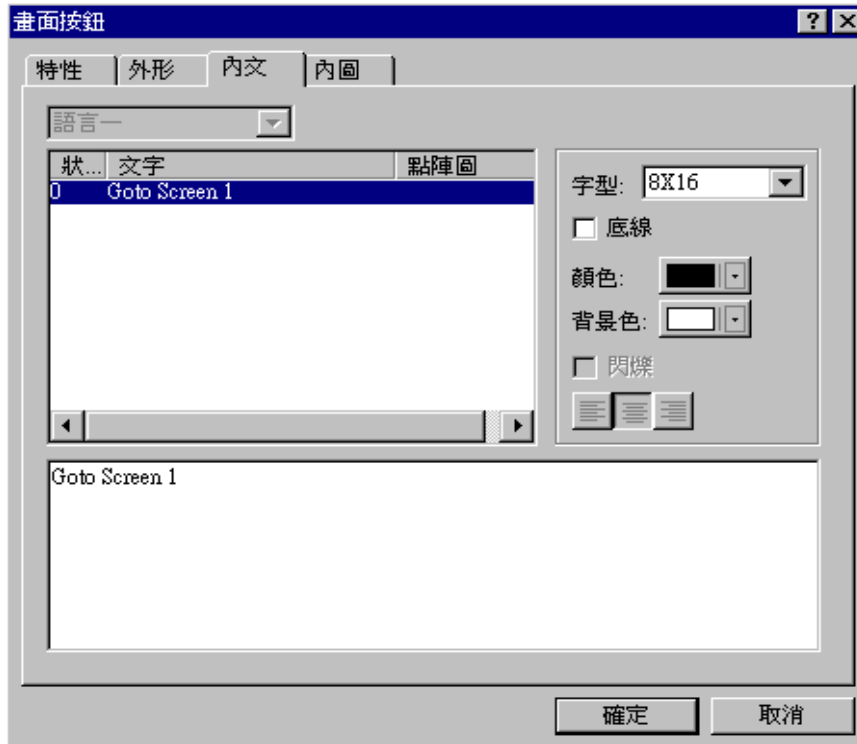 畫面按鈕
特性 外形 內文 內圖
語言一
狀... 文字 點陣圖
0 Goto Screen 1
字型: 8X16
底線
顏色:
背景色:
閃爍
Goto Screen 1
確定 取消